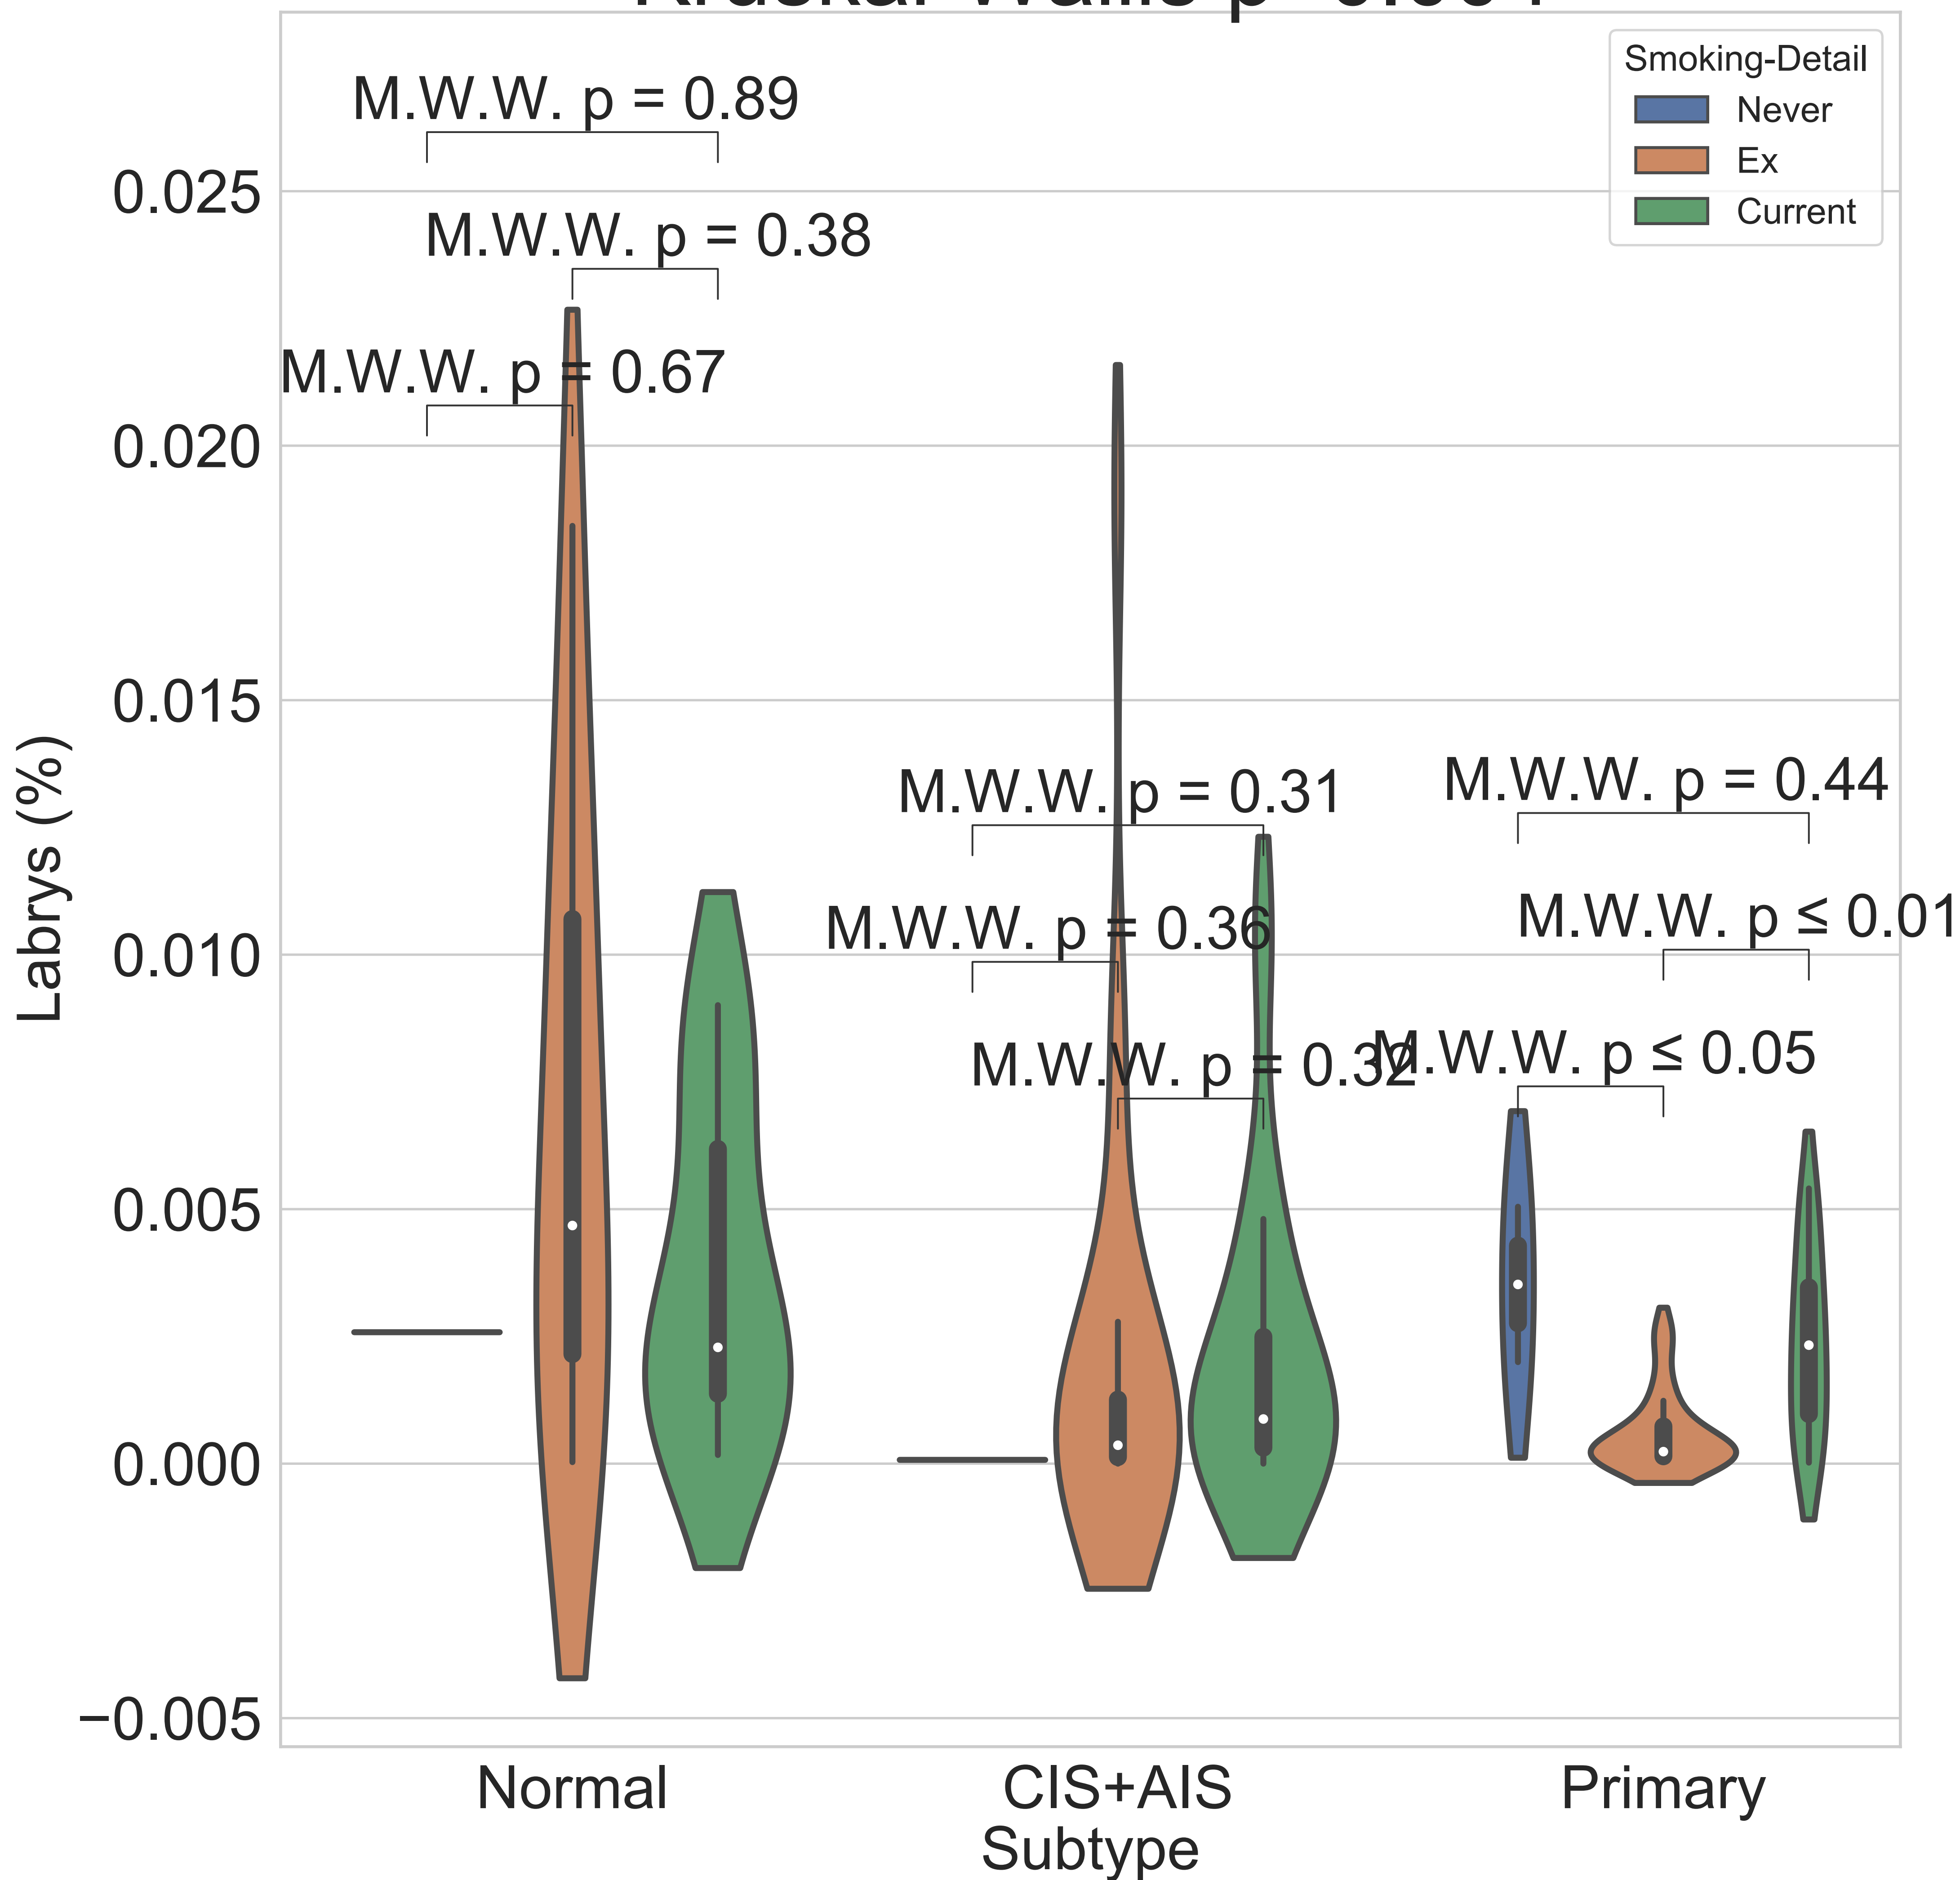 Smoking-Detail
Never
Ex
Current
M.W.W. p = 0.89
M.W.W. p = 0.38
M.W.W. p = 0.67
M.W.W. p = 0.31
M.W.W. p = 0.36
M.W.W. p = 0.32
M.W.W. p = 0.44
M.W.W. p ≤ 0.01
M.W.W. p ≤ 0.05
Labrys (%)
0.025
0.020
0.015
0.010
0.005
0.000
−0.005
Normal
CIS+AIS
Primary
Subtype